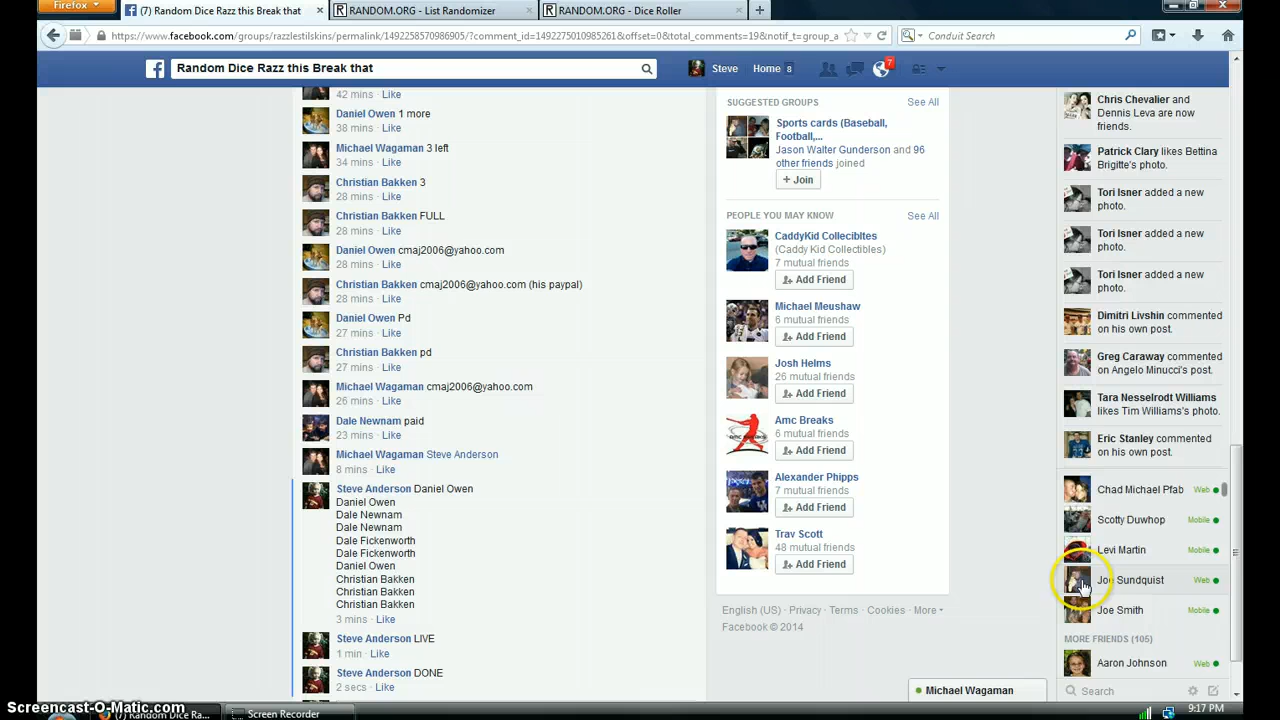 Firefox
(7) Random Dice Razz this Break that
RANDOM.ORG - List Randomizer
RANDOM.ORG - Dice Roller
https://www.facebook.com/groups/razzlestilskins/permalink/1492258570986905/?comment_id=1492275010985261&offset=0&total_comments=19&notif_t=group_a
Conduit Search
Random Dice Razz this Break that
Steve
Home 8
7
42 mins · Like
Daniel Owen 1 more
38 mins · Like
Michael Wagaman 3 left
34 mins · Like
Christian Bakken 3
28 mins · Like
Christian Bakken FULL
28 mins · Like
Daniel Owen cmaj2006@yahoo.com
28 mins · Like
Christian Bakken cmaj2006@yahoo.com (his paypal)
28 mins · Like
Daniel Owen Pd
27 mins · Like
Christian Bakken pd
27 mins · Like
Michael Wagaman cmaj2006@yahoo.com
26 mins · Like
Dale Newnam paid
23 mins · Like
Michael Wagaman Steve Anderson
8 mins · Like
Steve Anderson Daniel Owen
Daniel Owen
Dale Newnam
Dale Newnam
Dale Fickenworth
Dale Fickenworth
Daniel Owen
Christian Bakken
Christian Bakken
Christian Bakken
3 mins · Like
Steve Anderson LIVE
1 min · Like
Steve Anderson DONE
2 secs · Like
SUGGESTED GROUPS
See All
Sports cards (Baseball,
Football,...
Jason Walter Gunderson and 96
other friends joined
+ Join
PEOPLE YOU MAY KNOW
See All
CaddyKid Collecibltes
(Caddy Kid Collectibles)
7 mutual friends
Add Friend
Michael Meushaw
6 mutual friends
Add Friend
Josh Helms
26 mutual friends
Add Friend
Amc Breaks
6 mutual friends
Add Friend
Alexander Phipps
7 mutual friends
Add Friend
Trav Scott
48 mutual friends
Add Friend
English (US) · Privacy · Terms · Cookies · More
Facebook © 2014
Chris Chevalier and
Dennis Leva are now
friends.
Patrick Clary likes Bettina
Brigitte's photo.
Tori Isner added a new
photo.
Tori Isner added a new
photo.
Tori Isner added a new
photo.
Dimitri Livshin commented
on his own post.
Greg Caraway commented
on Angelo Minucci's post.
Tara Nesselrodt Williams
likes Tim Williams's photo.
Eric Stanley commented
on his own post.
Chad Michael Pfab Web
Scotty Duwhop Mobile
Levi Martin Mobile
Joe Sundquist Web
Joe Smith Mobile
MORE FRIENDS (105)
Aaron Johnson Web
Michael Wagaman
Search
Screencast-O-Matic.com
(7) Random Dice Ra...
Screen Recorder
9:17 PM